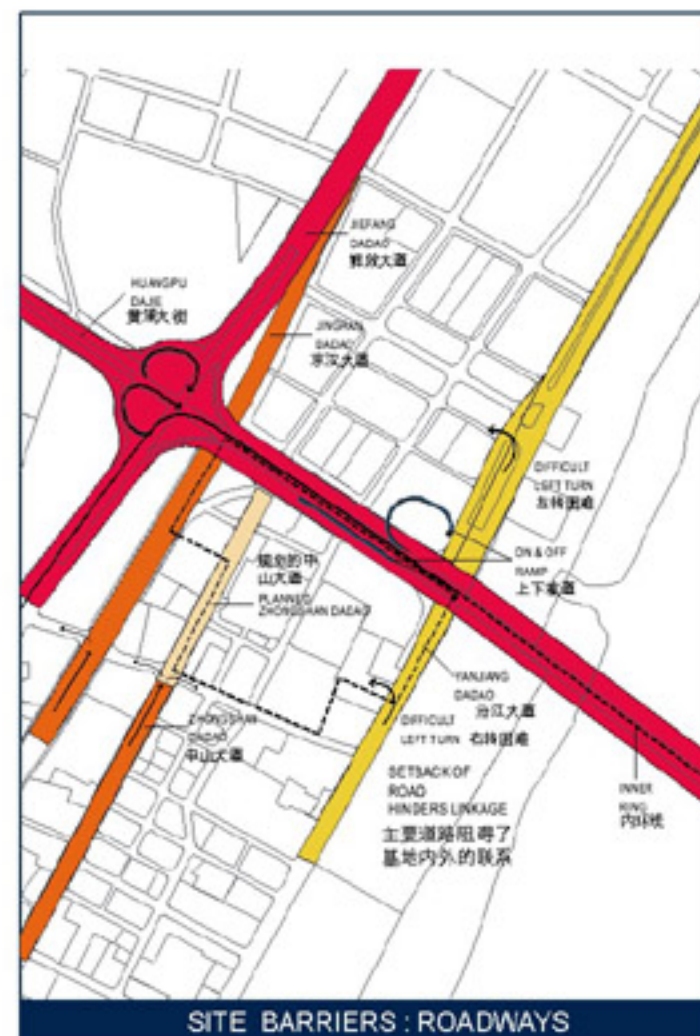 JIEFANG
DADAO
解放大道
HUANGPU
DAJIE
黄浦大街
JINGHAN
DADAO
京汉大道
DIFFICULT
LEFT TURN
左转困难
ON & OFF
RAMP
上下匝道
规划的中
山大道
PLANNED
ZHONGSHAN DADAO
YANJIANG
DADAO
沿江大道
ZHONGSHAN
DADAO
中山大道
DIFFICULT
LEFT TURN 右转困难
SETBACK OF
ROAD
HINDERS LINKAGE
主要道路阻碍了
基地内外的联系
INNER
RING
内环线
SITE BARRIERS : ROADWAYS